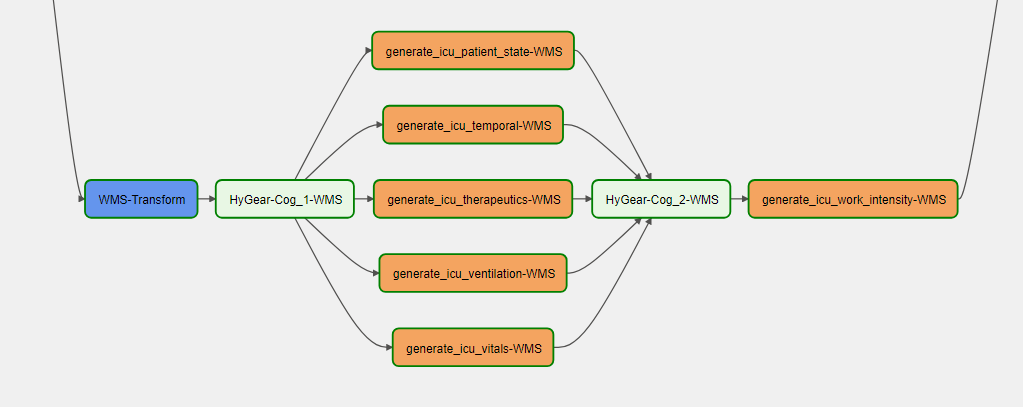 generate_icu_patient_state-WMS
generate_icu_temporal-WMS
WMS-Transform
HyGear-Cog_1-WMS
generate_icu_therapeutics-WMS
HyGear-Cog_2-WMS
generate_icu_work_intensity-WMS
generate_icu_ventilation-WMS
generate_icu_vitals-WMS